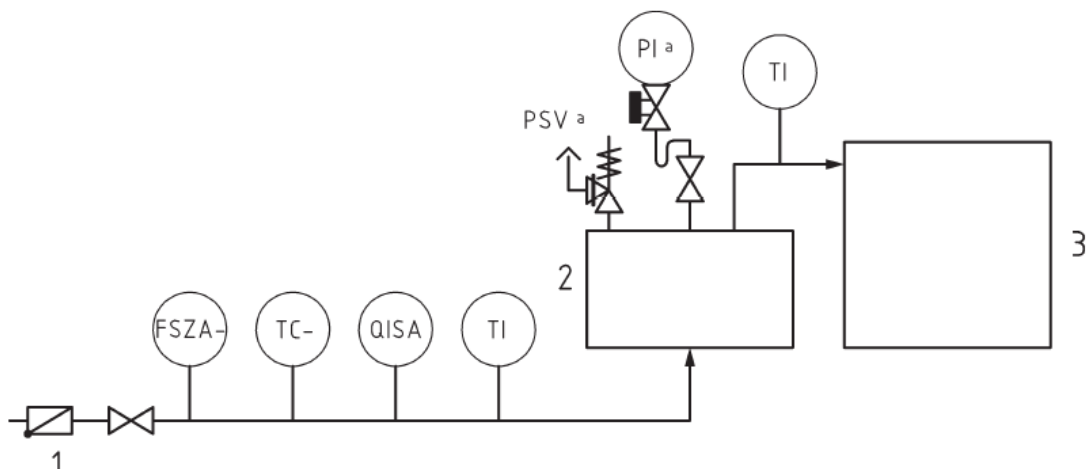 PI a
TI
PSV a
2
3
FSZA-
TC-
QISA
TI
1